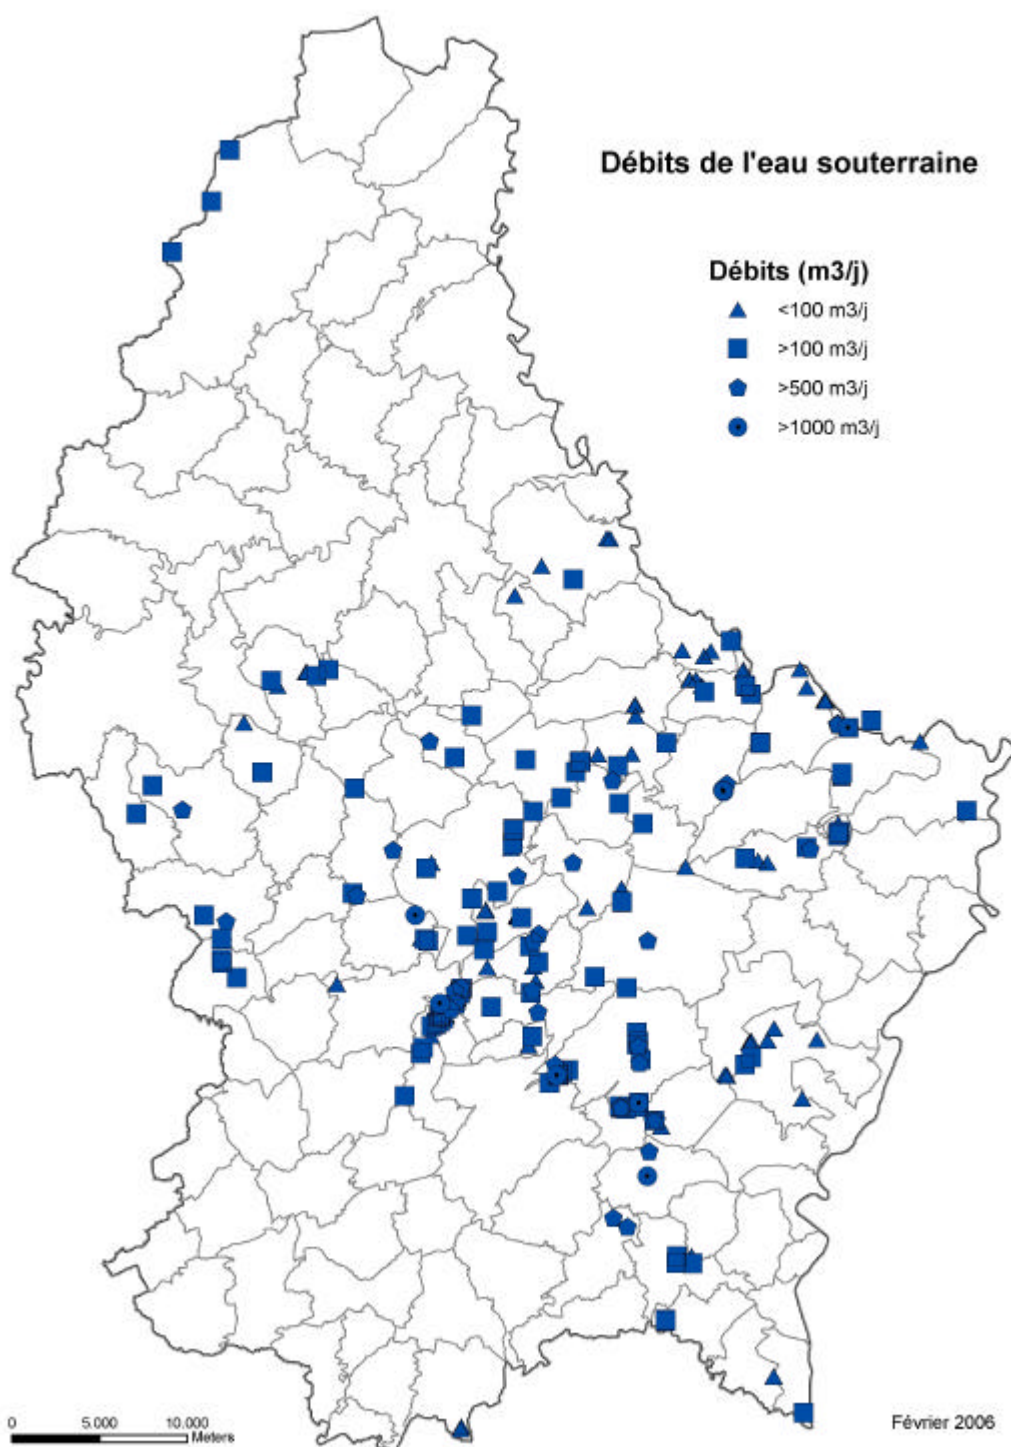 Débits de l'eau souterraine
Débits (m3/j)
<100 m3/j
>100 m3/j
>500 m3/j
>1000 m3/j
0 5.000 10.000
Meters
Février 2006